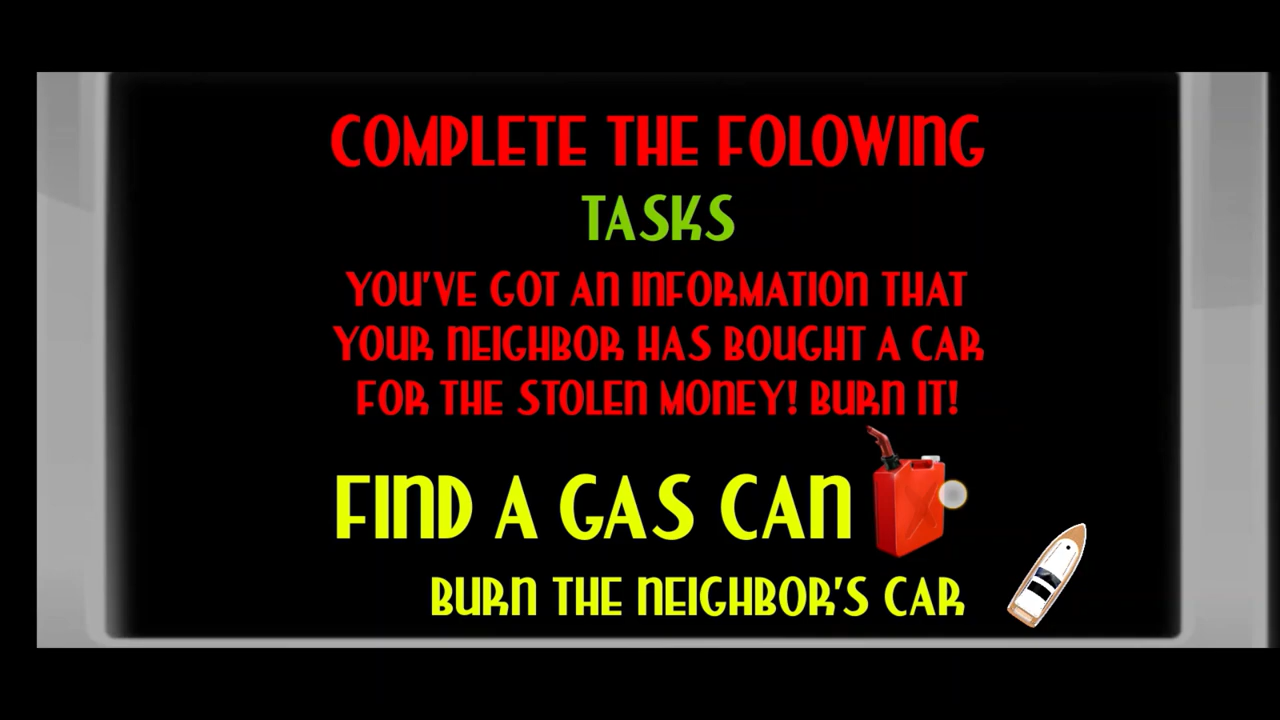 COMPLETE THE FOLOWING
TASKS
YOU'VE GOT AN INFORMATION THAT
YOUR NEIGHBOR HAS BOUGHT A CAR
FOR THE STOLEN MONEY! BURN IT!
FIND A GAS CAN
BURN THE NEIGHBOR'S CAR